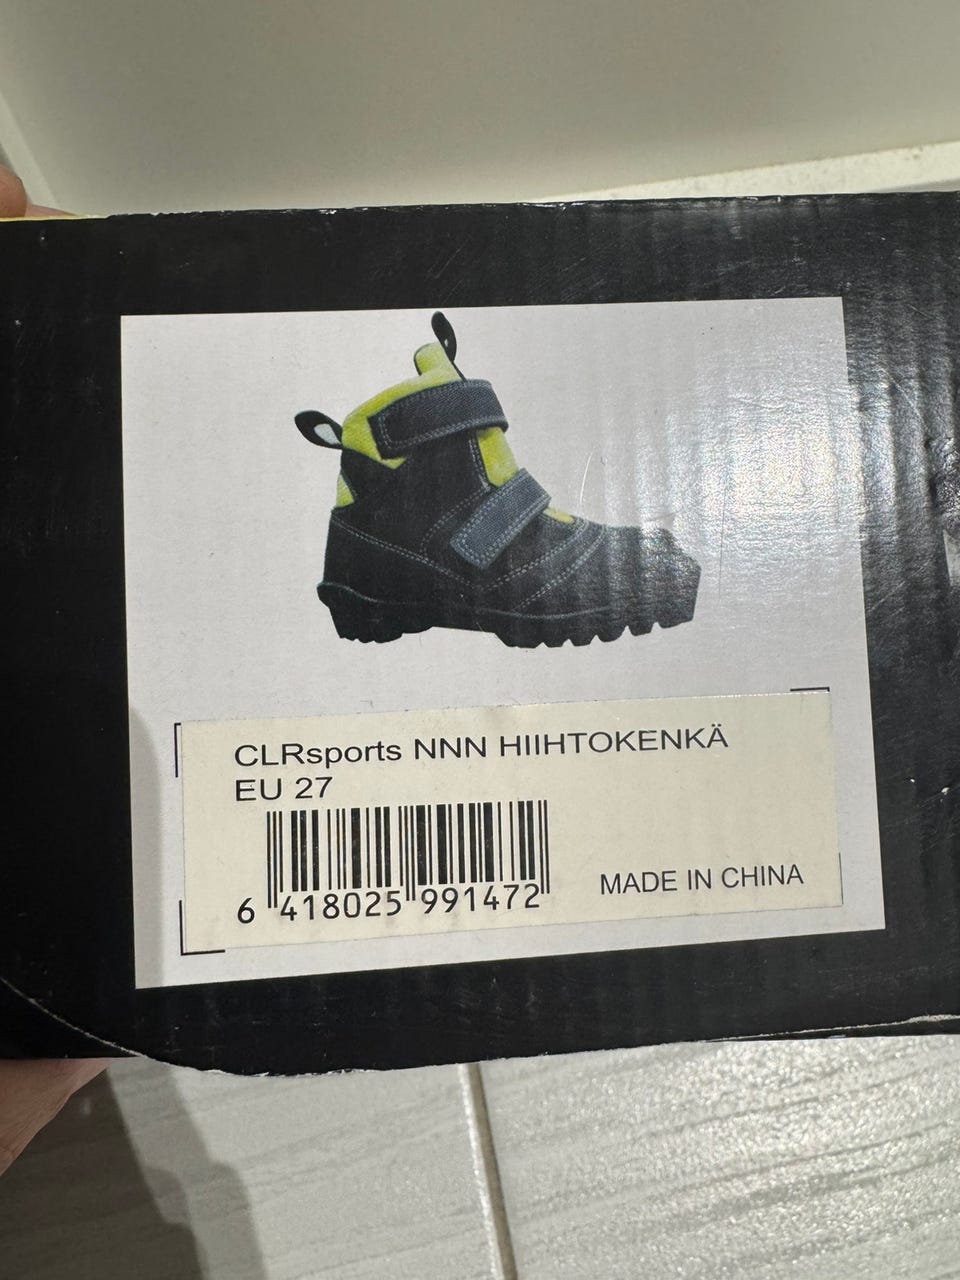 CLRsports NNN HIIHTOKENKÄ
EU 27
6 418025 991472
MADE IN CHINA